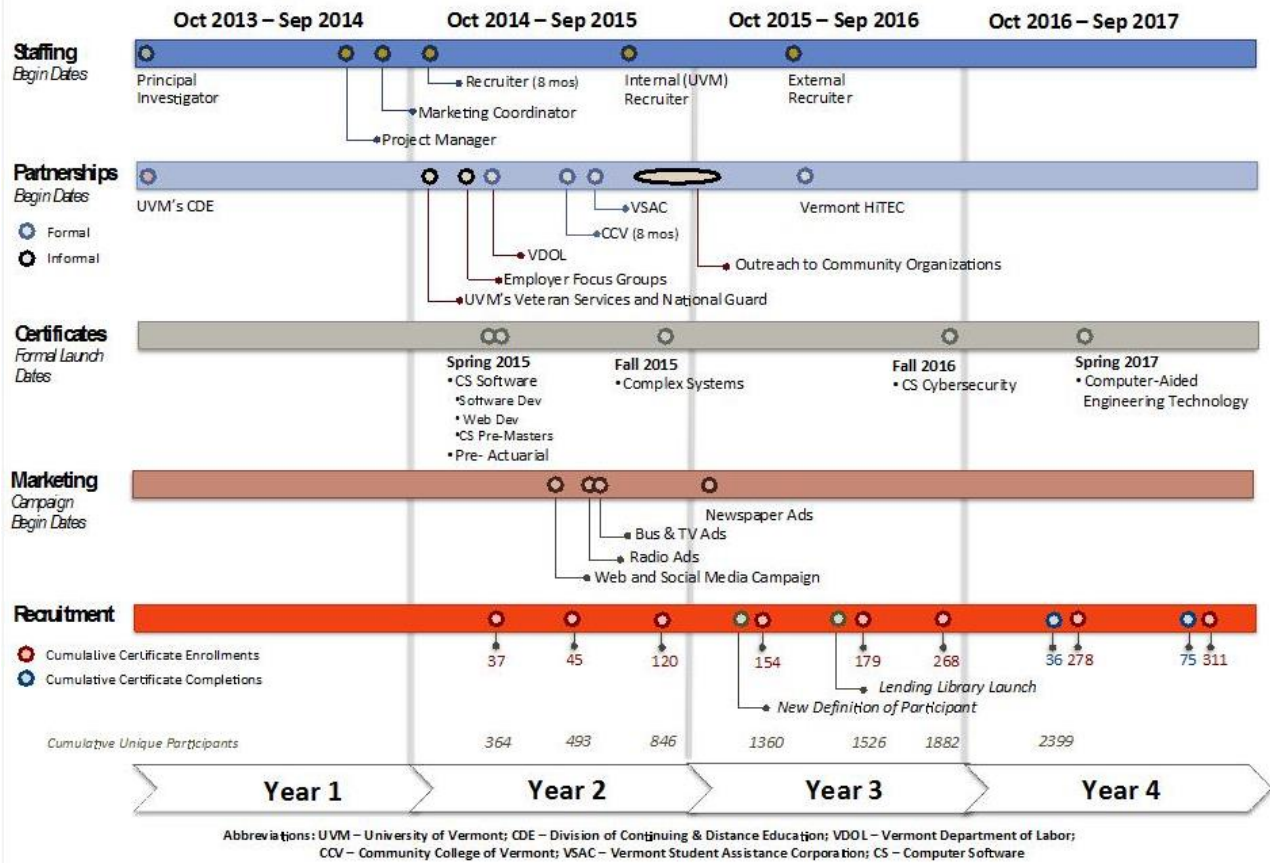 Oct 2013 – Sep 2014
Oct 2014 – Sep 2015
Oct 2015 – Sep 2016
Oct 2016 – Sep 2017
Staffing
Begin Dates
Principal
Investigator
Recruiter (8 mos)
Internal (UVM)
Recruiter
External
Recruiter
Marketing Coordinator
Project Manager
Partnerships
Begin Dates
Formal
Informal
UVM's CDE
VSAC
Vermont HiTEC
CCV (8 mos)
VDOL
Outreach to Community Organizations
Employer Focus Groups
UVM's Veteran Services and National Guard
Certificates
Formal Launch
Dates
Spring 2015
• CS Software
• Software Dev
• Web Dev
• CS Pre-Masters
• Pre- Actuarial
Fall 2015
• Complex Systems
Fall 2016
• CS Cybersecurity
Spring 2017
• Computer-Aided
Engineering Technology
Marketing
Campaign
Begin Dates
Newspaper Ads
Bus & TV Ads
Radio Ads
Web and Social Media Campaign
Recruitment
Cumulative Certificate Enrollments
Cumulative Certificate Completions
37 45 120 154 179 268 36 278 75 311
Lending Library Launch
New Definition of Participant
Cumulative Unique Participants 364 493 846 1360 1526 1882 2399
Year 1 Year 2 Year 3 Year 4
Abbreviations: UVM – University of Vermont; CDE – Division of Continuing & Distance Education; VDOL – Vermont Department of Labor;
CCV – Community College of Vermont; VSAC – Vermont Student Assistance Corporation; CS – Computer Software